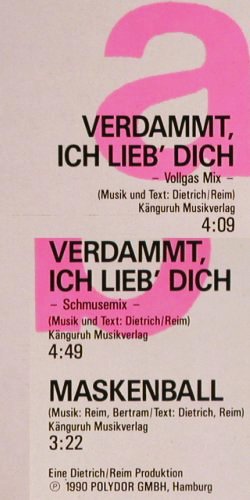 a
VERDAMMT,
ICH LIEB' DICH
– Vollgas Mix –
(Musik und Text: Dietrich/Reim)
Känguruh Musikverlag
4:09
VERDAMMT,
ICH LIEB' DICH
– Schmusemix –
(Musik und Text: Dietrich/Reim)
Känguruh Musikverlag
4:49
MASKENBALL
(Musik: Reim, Bertram/Text: Dietrich, Reim)
Känguruh Musikverlag
3:22
Eine Dietrich/Reim Produktion
℗ 1990 POLYDOR GMBH, Hamburg